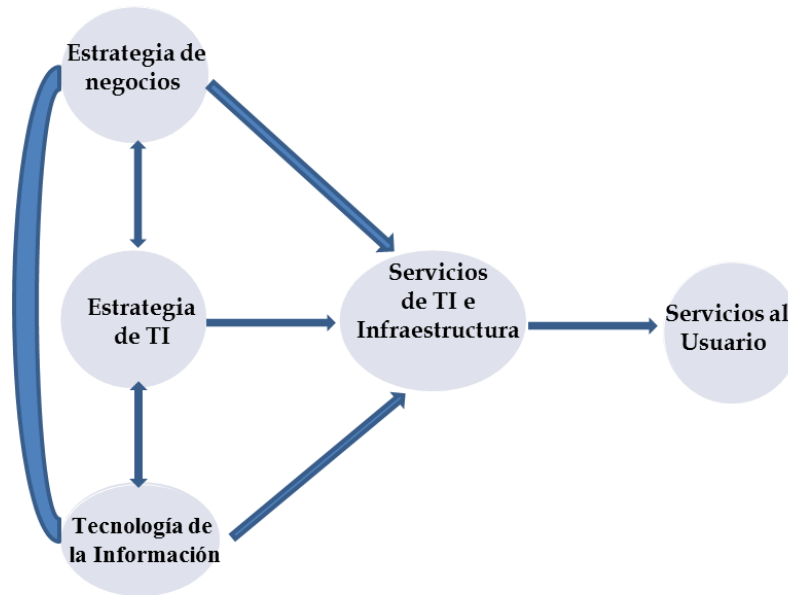 Estrategia de
negocios
Estrategia
de TI
Servicios
de TI e
Infraestructura
Servicios al
Usuario
Tecnología de
la Información